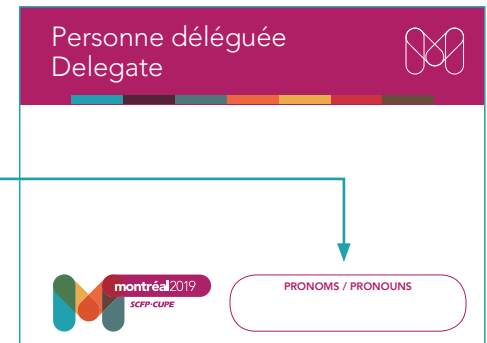 Personne déléguée
Delegate
montréal2019
SCFP·CUPE
PRONOMS / PRONOUNS